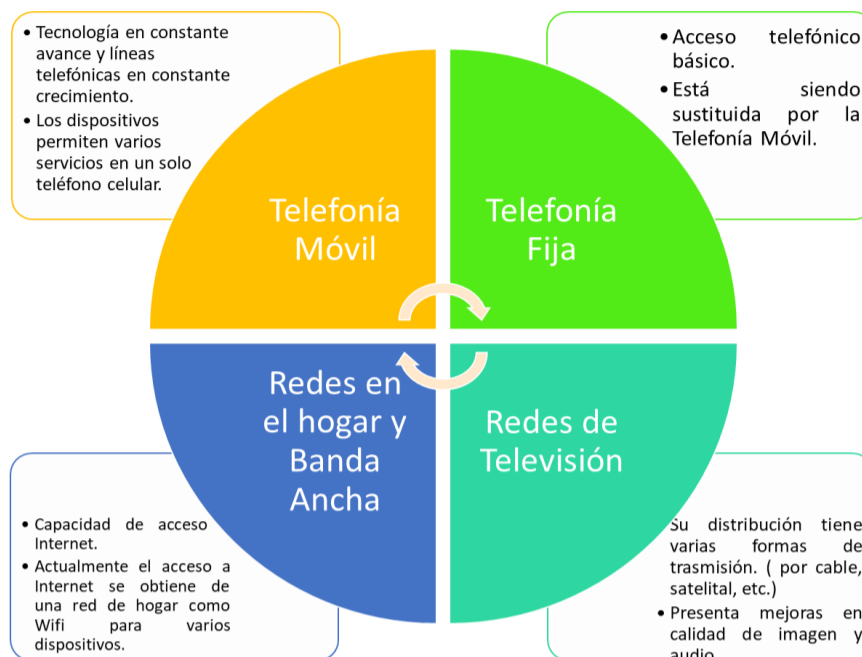 • Tecnología en constante
avance y líneas
telefónicas en constante
crecimiento.
• Los dispositivos
permiten varios
servicios en un solo
teléfono celular.
• Acceso telefónico
básico.
• Está siendo
sustituida por la
Telefonía Móvil.
Telefonía
Móvil
Telefonía
Fija
Redes en
el hogar y
Banda
Ancha
Redes de
Televisión
• Capacidad de acceso
Internet.
• Actualmente el acceso a
Internet se obtiene de
una red de hogar como
Wifi para varios
dispositivos.
Su distribución tiene
varias formas de
trasmisión. ( por cable,
satelital, etc.)
• Presenta mejoras en
calidad de imagen y
audio